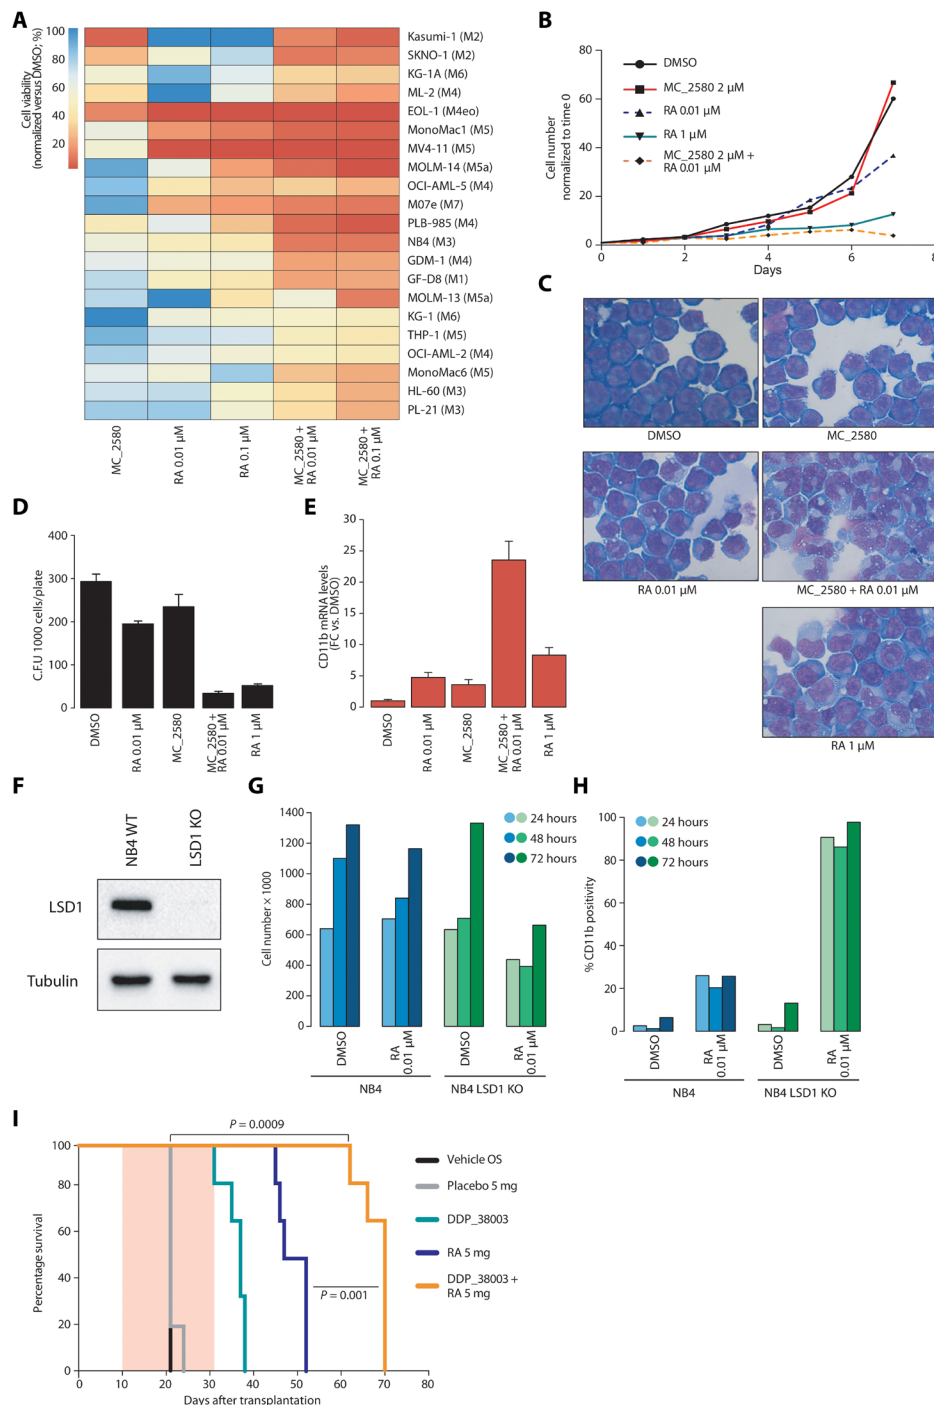 A
Cell viability
(normalized versus DMSO; %)
100
80
60
40
20
Kasumi-1 (M2)
SKNO-1 (M2)
KG-1A (M6)
ML-2 (M4)
EOL-1 (M4eo)
MonoMac1 (M5)
MV4-11 (M5)
MOLM-14 (M5a)
OCI-AML-5 (M4)
M07e (M7)
PLB-985 (M4)
NB4 (M3)
GDM-1 (M4)
GF-D8 (M1)
MOLM-13 (M5a)
KG-1 (M6)
THP-1 (M5)
OCI-AML-2 (M4)
MonoMac6 (M5)
HL-60 (M3)
PL-21 (M3)
MC_2580
RA 0.01 µM
RA 0.1 µM
MC_2580 +
RA 0.01 µM
MC_2580 +
RA 0.1 µM
B
Cell number
normalized to time 0
80
60
40
20
0
0
2
4
6
8
Days
DMSO
MC_2580 2 µM
RA 0.01 µM
RA 1 µM
MC_2580 2 µM +
RA 0.01 µM
C
DMSO
MC_2580
RA 0.01 µM
MC_2580 + RA 0.01 µM
RA 1 µM
D
C.F.U 1000 cells/plate
400
300
200
100
0
DMSO
RA 0.01 µM
MC_2580
MC_2580 +
RA 0.01 µM
RA 1 µM
E
CD11b mRNA levels
(FC vs. DMSO)
30
25
20
15
10
5
0
DMSO
RA 0.01 µM
MC_2580
MC_2580 +
RA 0.01 µM
RA 1 µM
F
NB4 WT
LSD1 KO
LSD1
Tubulin
G
Cell number × 1000
1400
1200
1000
800
600
400
200
0
24 hours
48 hours
72 hours
DMSO
RA
0.01 µM
DMSO
RA
0.01 µM
NB4
NB4 LSD1 KO
H
% CD11b positivity
100
80
60
40
20
0
24 hours
48 hours
72 hours
DMSO
RA
0.01 µM
DMSO
RA
0.01 µM
NB4
NB4 LSD1 KO
I
P = 0.0009
Percentage survival
100
80
60
40
20
0
0
10
20
30
40
50
60
70
80
Days after transplantation
P = 0.001
Vehicle OS
Placebo 5 mg
DDP_38003
RA 5 mg
DDP_38003 +
RA 5 mg